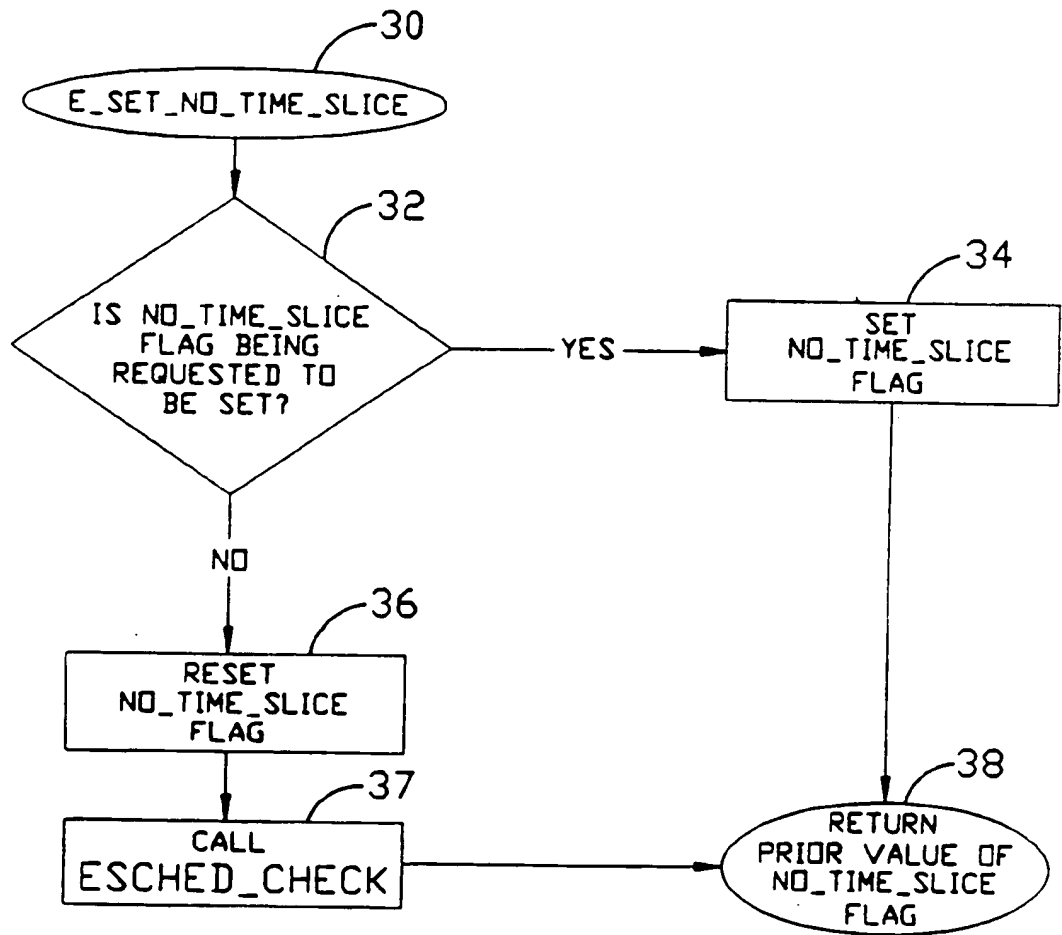 30
E_SET_NO_TIME_SLICE
32
IS NO_TIME_SLICE
FLAG BEING
REQUESTED TO
BE SET?
YES
34
SET
NO_TIME_SLICE
FLAG
NO
36
RESET
NO_TIME_SLICE
FLAG
37
CALL
ESCHED_CHECK
38
RETURN
PRIOR VALUE OF
NO_TIME_SLICE
FLAG